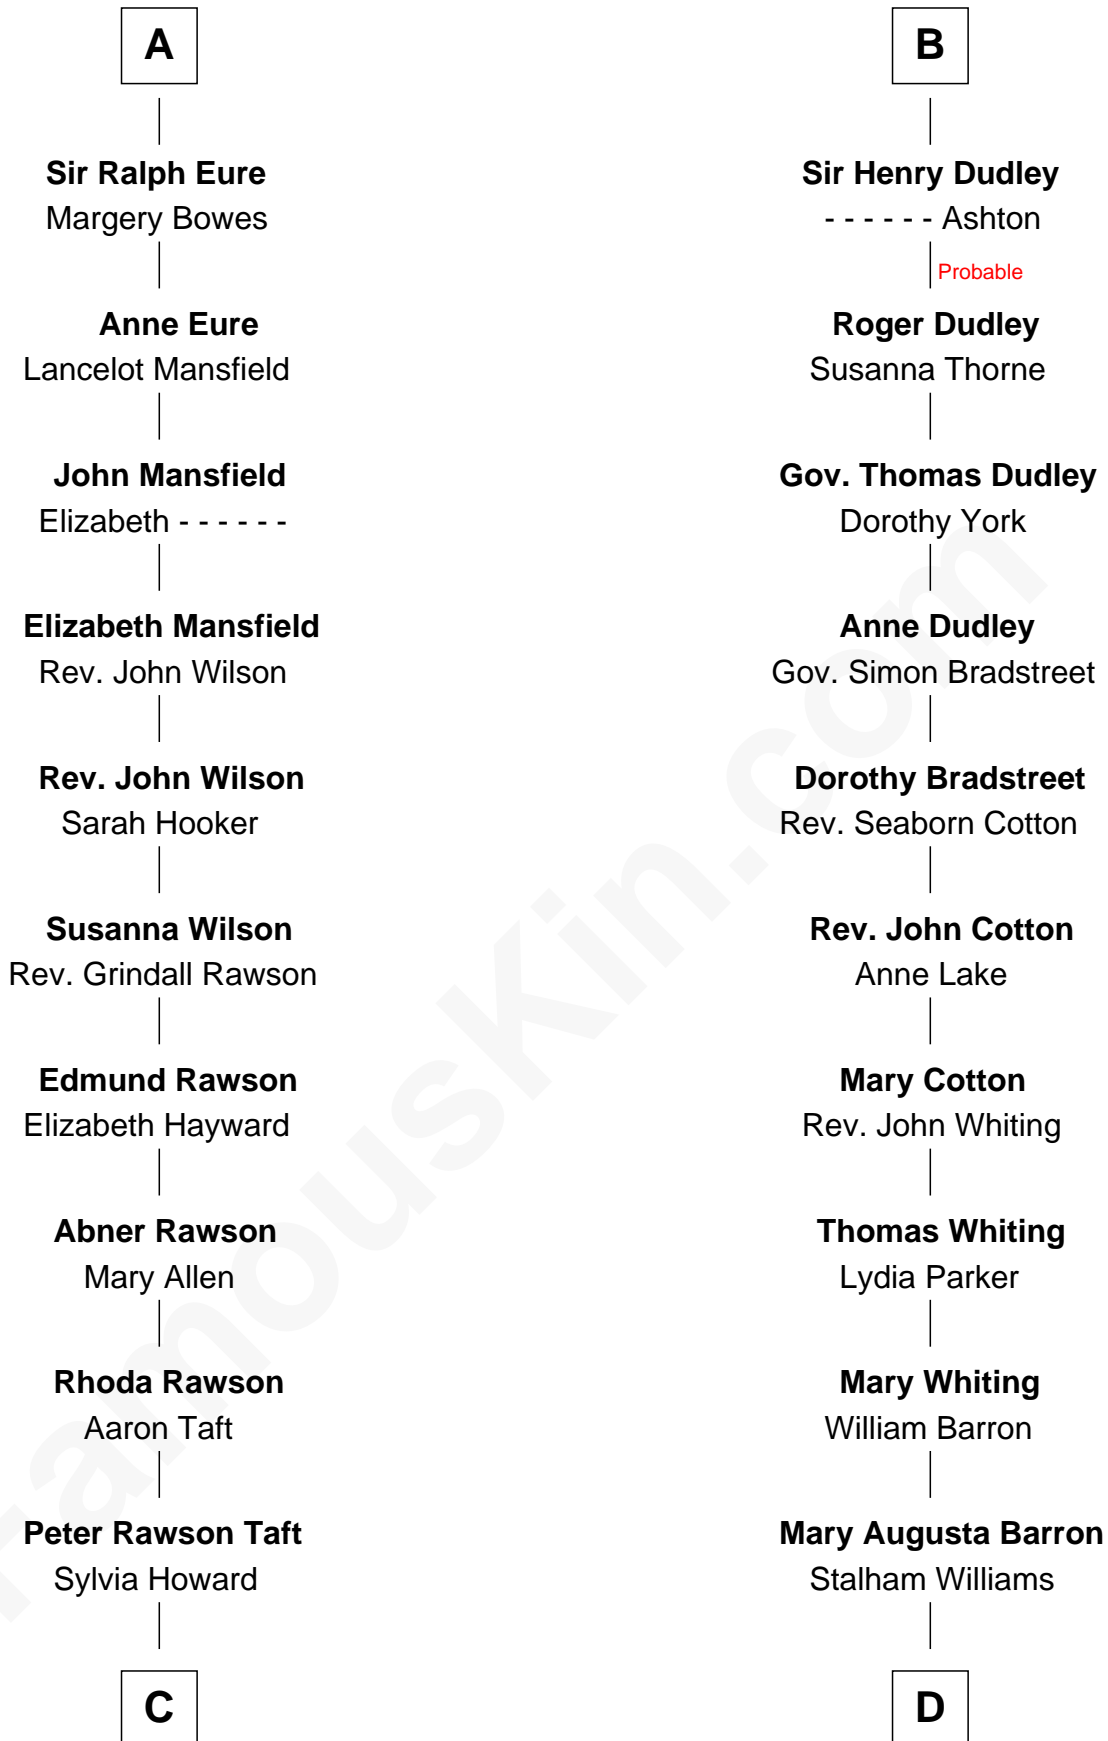 A
Sir Ralph Eure
Margery Bowes
Anne Eure
Lancelot Mansfield
John Mansfield
Elizabeth - - - - - -
Elizabeth Mansfield
Rev. John Wilson
Rev. John Wilson
Sarah Hooker
Susanna Wilson
Rev. Grindall Rawson
Edmund Rawson
Elizabeth Hayward
Abner Rawson
Mary Allen
Rhoda Rawson
Aaron Taft
Peter Rawson Taft
Sylvia Howard
C
B
Sir Henry Dudley
- - - - - - Ashton
Probable
Roger Dudley
Susanna Thorne
Gov. Thomas Dudley
Dorothy York
Anne Dudley
Gov. Simon Bradstreet
Dorothy Bradstreet
Rev. Seaborn Cotton
Rev. John Cotton
Anne Lake
Mary Cotton
Rev. John Whiting
Thomas Whiting
Lydia Parker
Mary Whiting
William Barron
Mary Augusta Barron
Stalham Williams
D
FamousKin.com